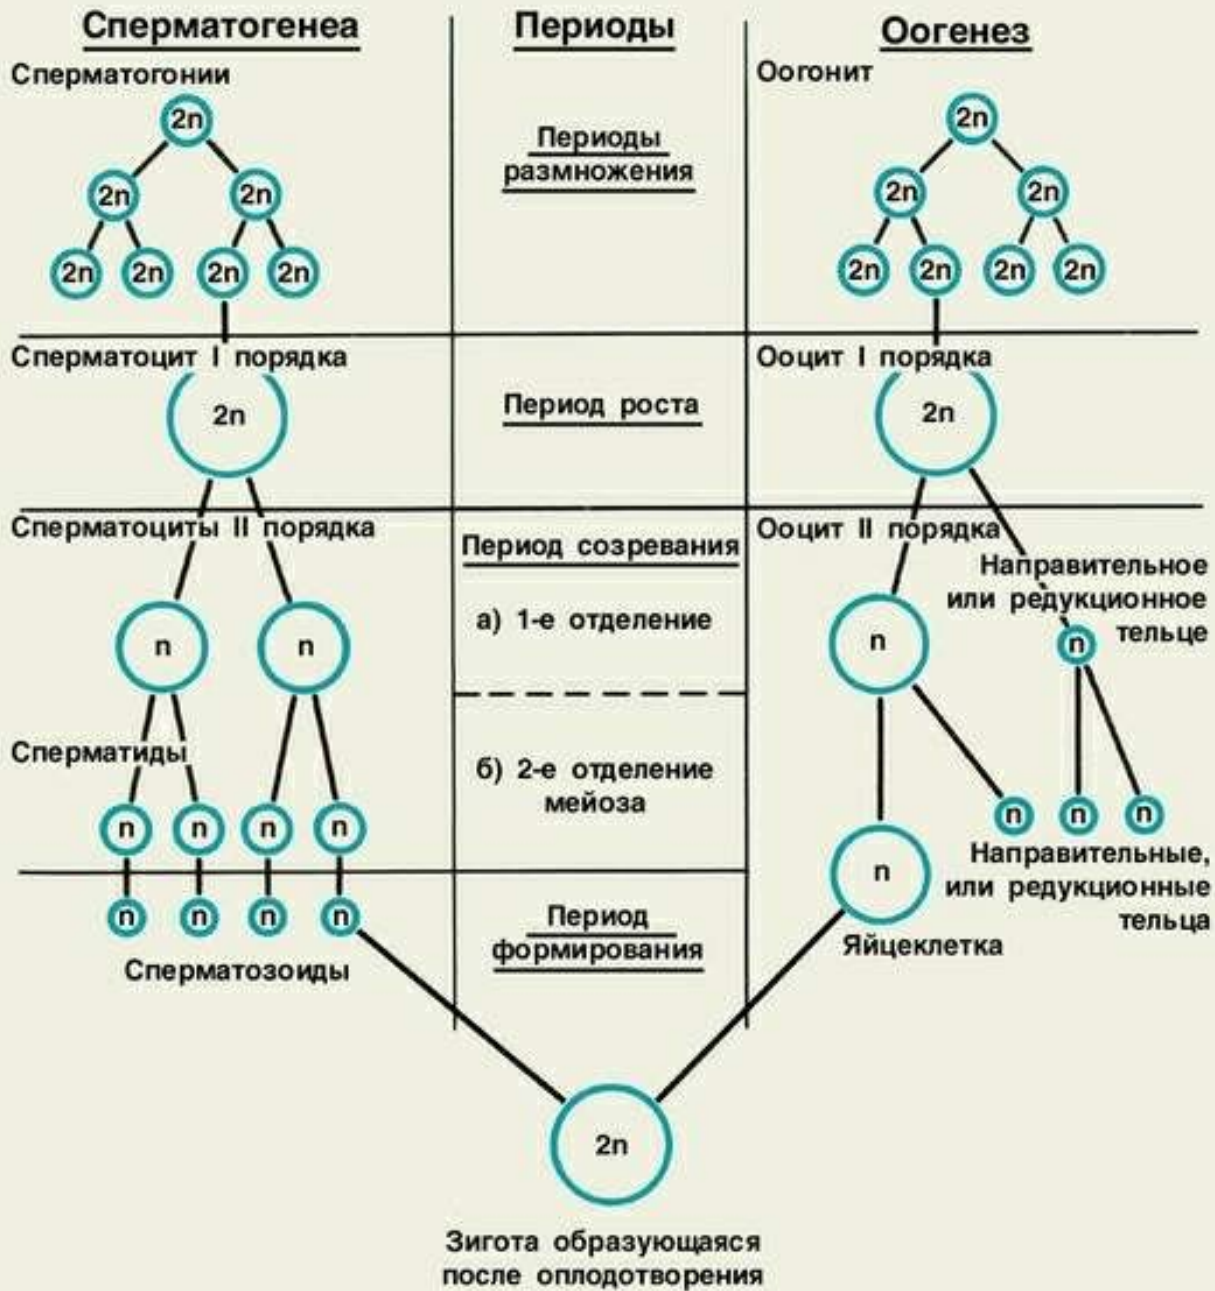 Сперматогенеа
Периоды
Оогенез
Сперматогонии
2n
2n
2n
2n
2n
2n
2n
Периоды
размножения
Оогонит
2n
2n
2n
2n
2n
2n
2n
Сперматоцит I порядка
2n
Период роста
Ооцит I порядка
2n
Сперматоциты II порядка
n
n
Период созревания
а) 1-е отделение
Ооцит II порядка
Направительное
или редукционное
тельце
n
n
Сперматиды
n
n
n
n
б) 2-е отделение
мейоза
n
n
n
Направительные,
или редукционные
тельца
n
n
n
n
Сперматозоиды
Период
формирования
n
Яйцеклетка
2n
Зигота образующаяся
после оплодотворения